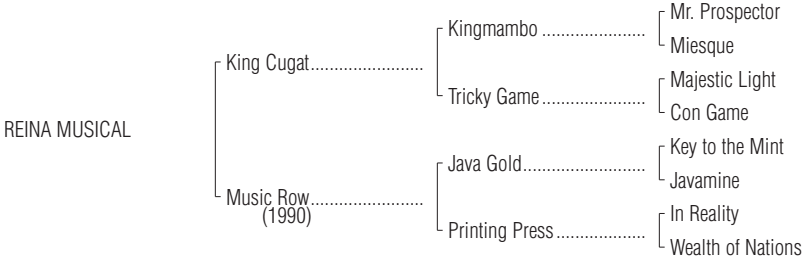 Mr. Prospector
Kingmambo ......................
Miesque
King Cugat........................
Majestic Light
Tricky Game ......................
Con Game
REINA MUSICAL
Key to the Mint
Java Gold..........................
Javamine
Music Row........................
(1990)
In Reality
Printing Press ...................
Wealth of Nations